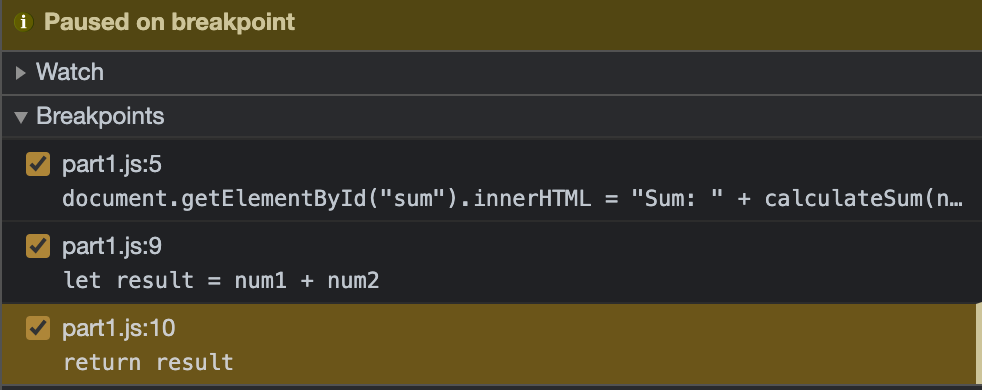 Paused on breakpoint
Watch
Breakpoints
part1.js:5
document.getElementById("sum").innerHTML = "Sum: " + calculateSum(n…
part1.js:9
let result = num1 + num2
part1.js:10
return result